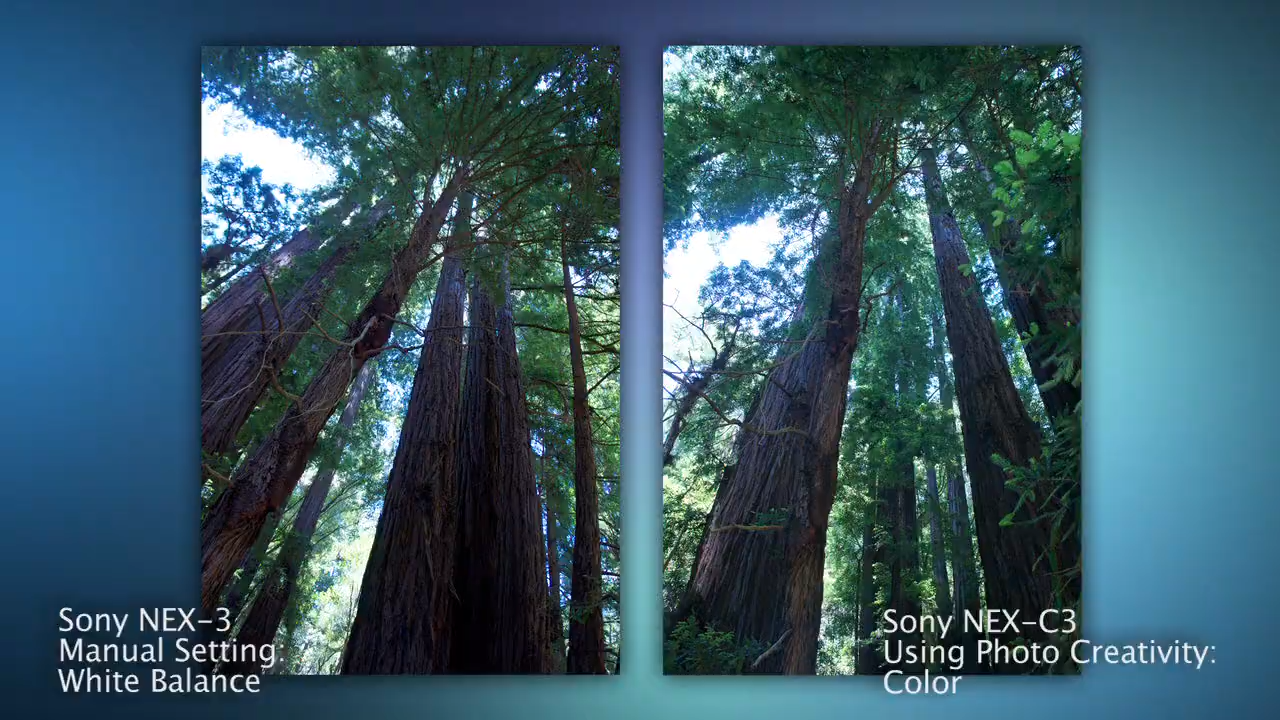 Sony NEX-3
Manual Setting:
White Balance
Sony NEX-C3
Using Photo Creativity:
Color